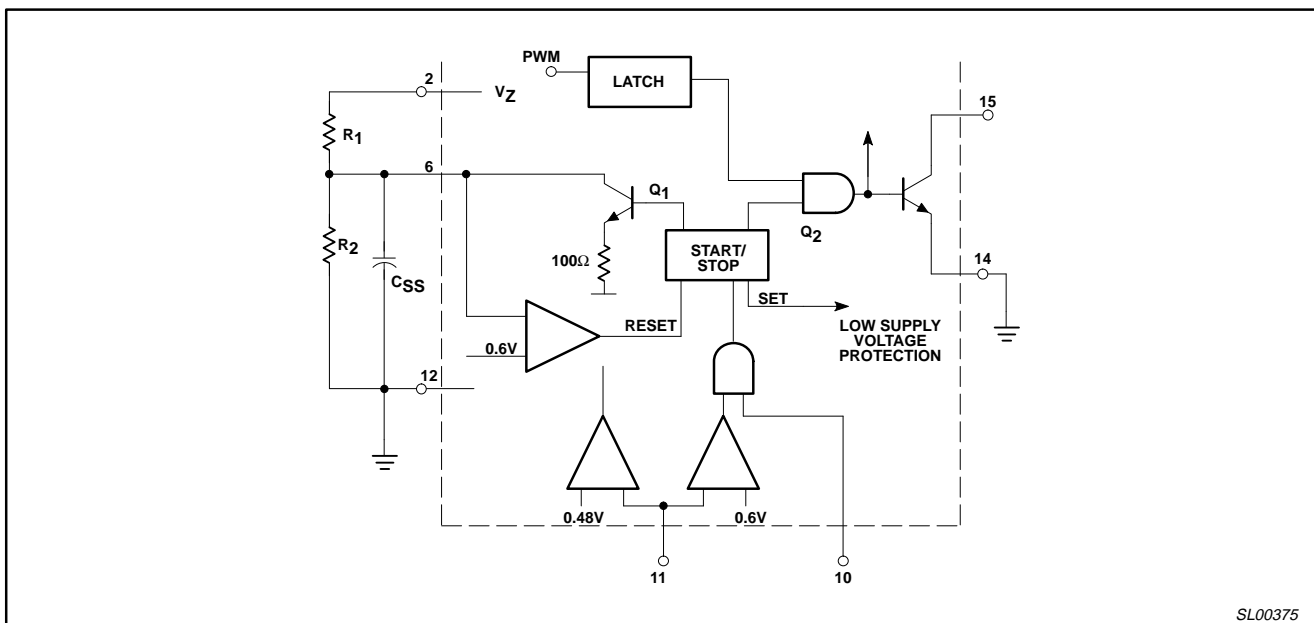 PWM
LATCH
2
VZ
15
R1
6
Q1
R2
Q2
START/
STOP
100Ω
14
CSS
SET
RESET
LOW SUPPLY
VOLTAGE
PROTECTION
0.6V
12
0.48V
0.6V
11
10
SL00375